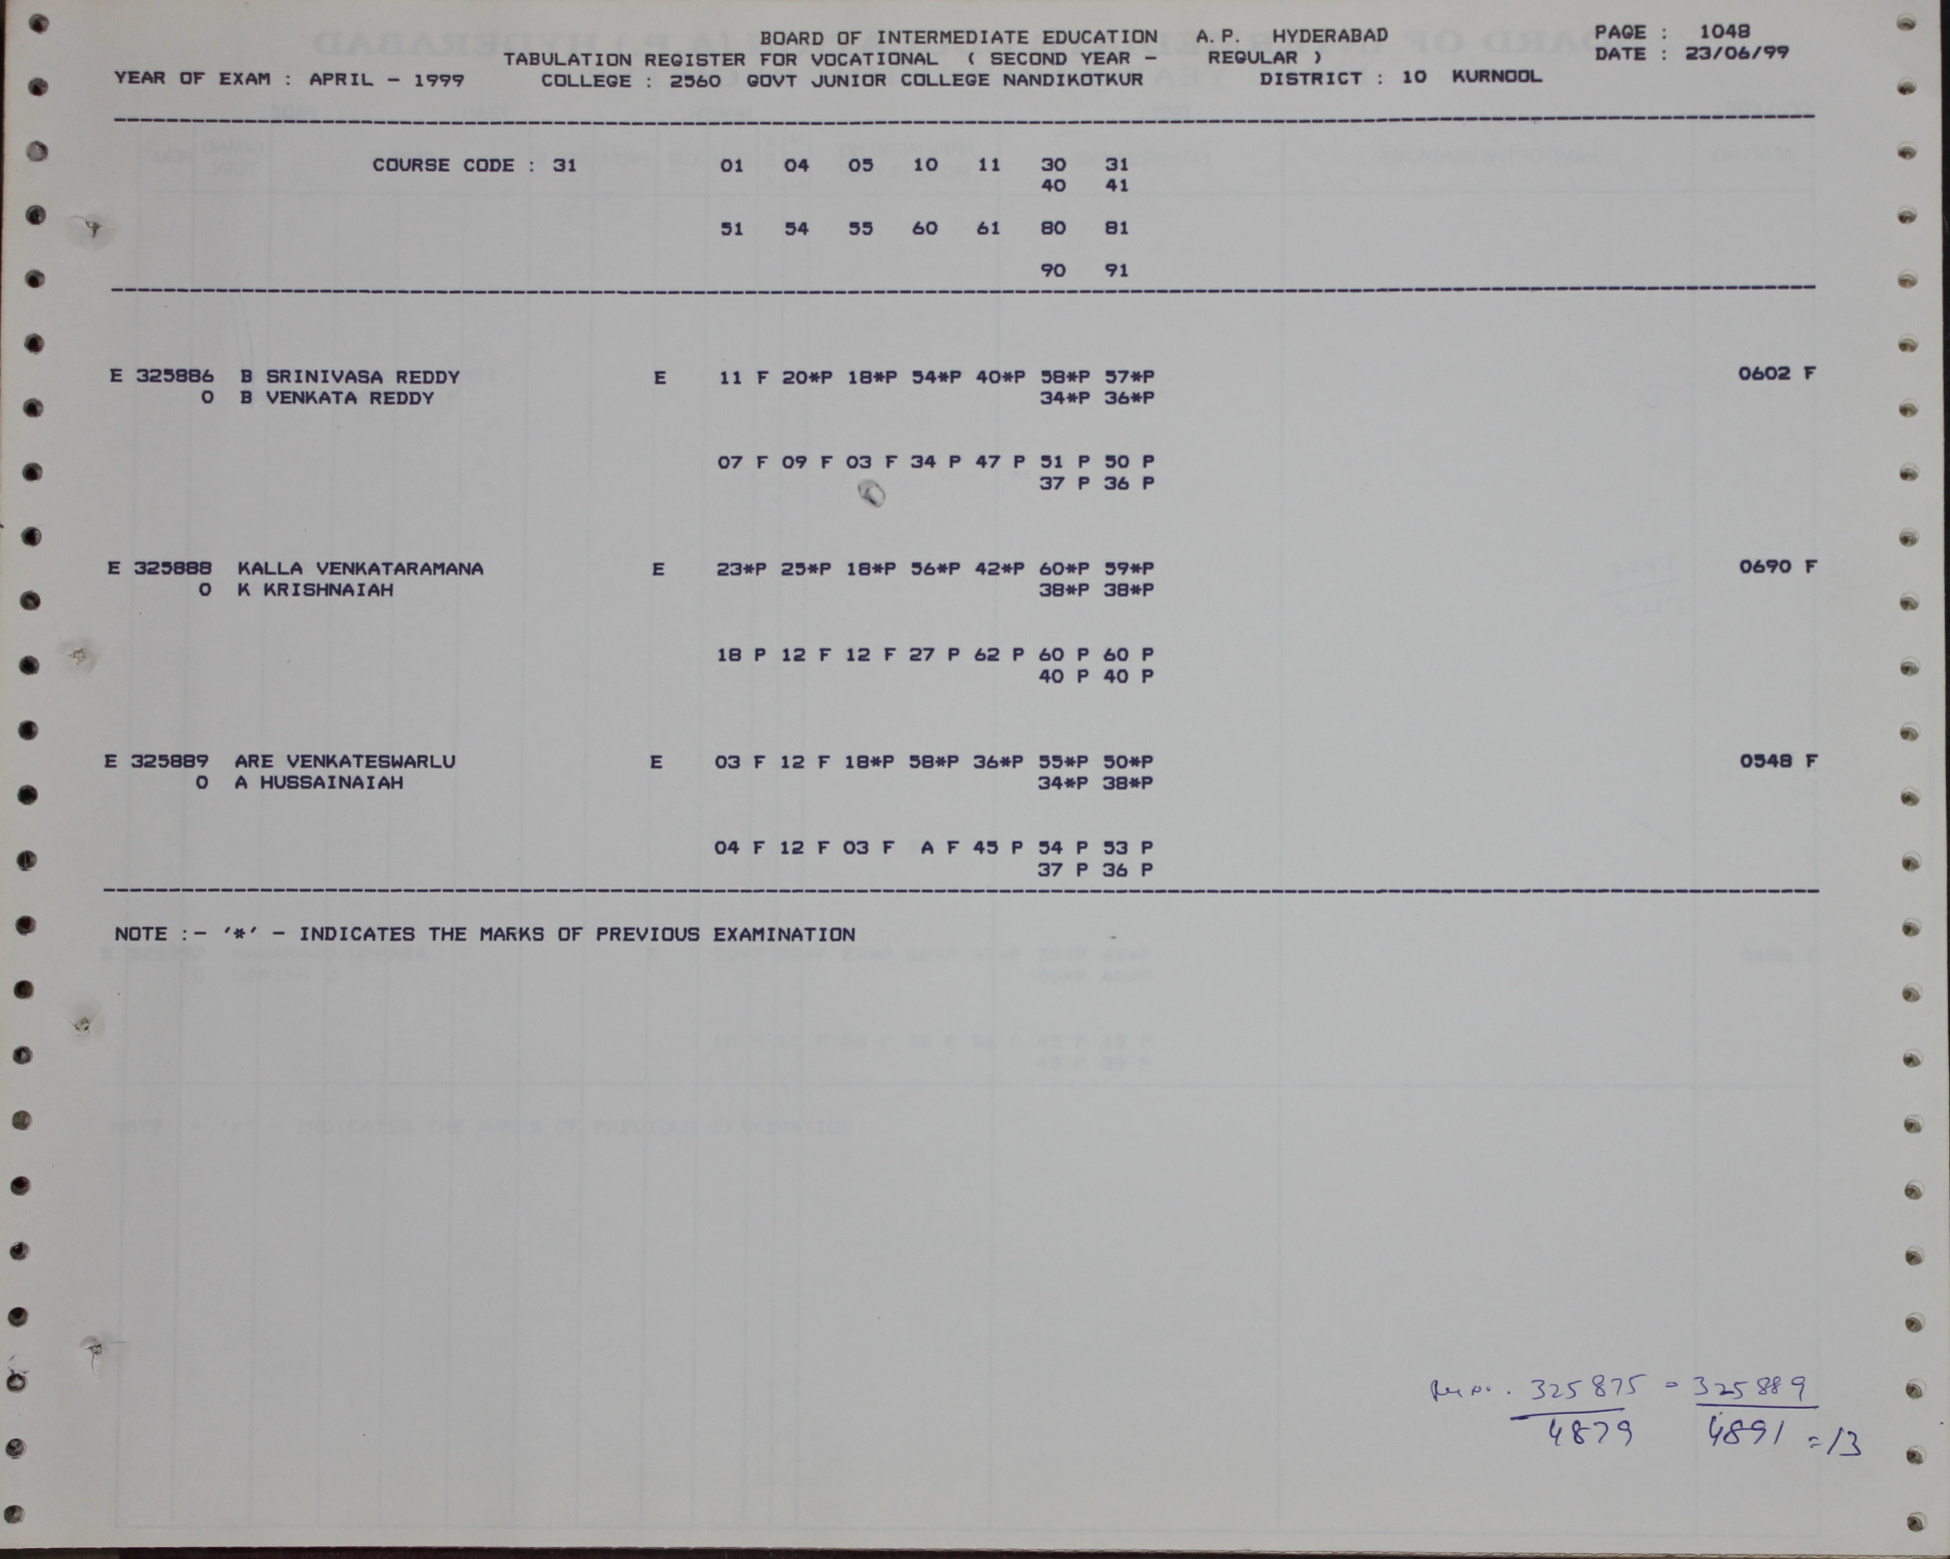 BOARD OF INTERMEDIATE EDUCATION A.P. HYDERABAD PAGE : 1048
TABULATION REGISTER FOR VOCATIONAL ( SECOND YEAR - REGULAR ) DATE : 23/06/99
YEAR OF EXAM : APRIL - 1999 COLLEGE : 2560 GOVT JUNIOR COLLEGE NANDIKOTKUR DISTRICT : 10 KURNOOL
COURSE CODE : 31 01 04 05 10 11 30 31
40 41
51 54 55 60 61 80 81
90 91
E 325886 B SRINIVASA REDDY E 11 F 20*P 18*P 54*P 40*P 58*P 57*P 0602 F
0 B VENKATA REDDY 34*P 36*P
07 F 09 F 03 F 34 P 47 P 51 P 50 P
37 P 36 P
E 325888 KALLA VENKATARAMANA E 23*P 25*P 18*P 56*P 42*P 60*P 59*P 0690 F
0 K KRISHNAIAH 38*P 38*P
18 P 12 F 12 F 27 P 62 P 60 P 60 P
40 P 40 P
E 325889 ARE VENKATESWARLU E 03 F 12 F 18*P 58*P 36*P 55*P 50*P 0548 F
0 A HUSSAINAIAH 34*P 38*P
04 F 12 F 03 F A F 45 P 54 P 53 P
37 P 36 P
NOTE :- '*' - INDICATES THE MARKS OF PREVIOUS EXAMINATION
325875 - 325889
4879 4891 = 13